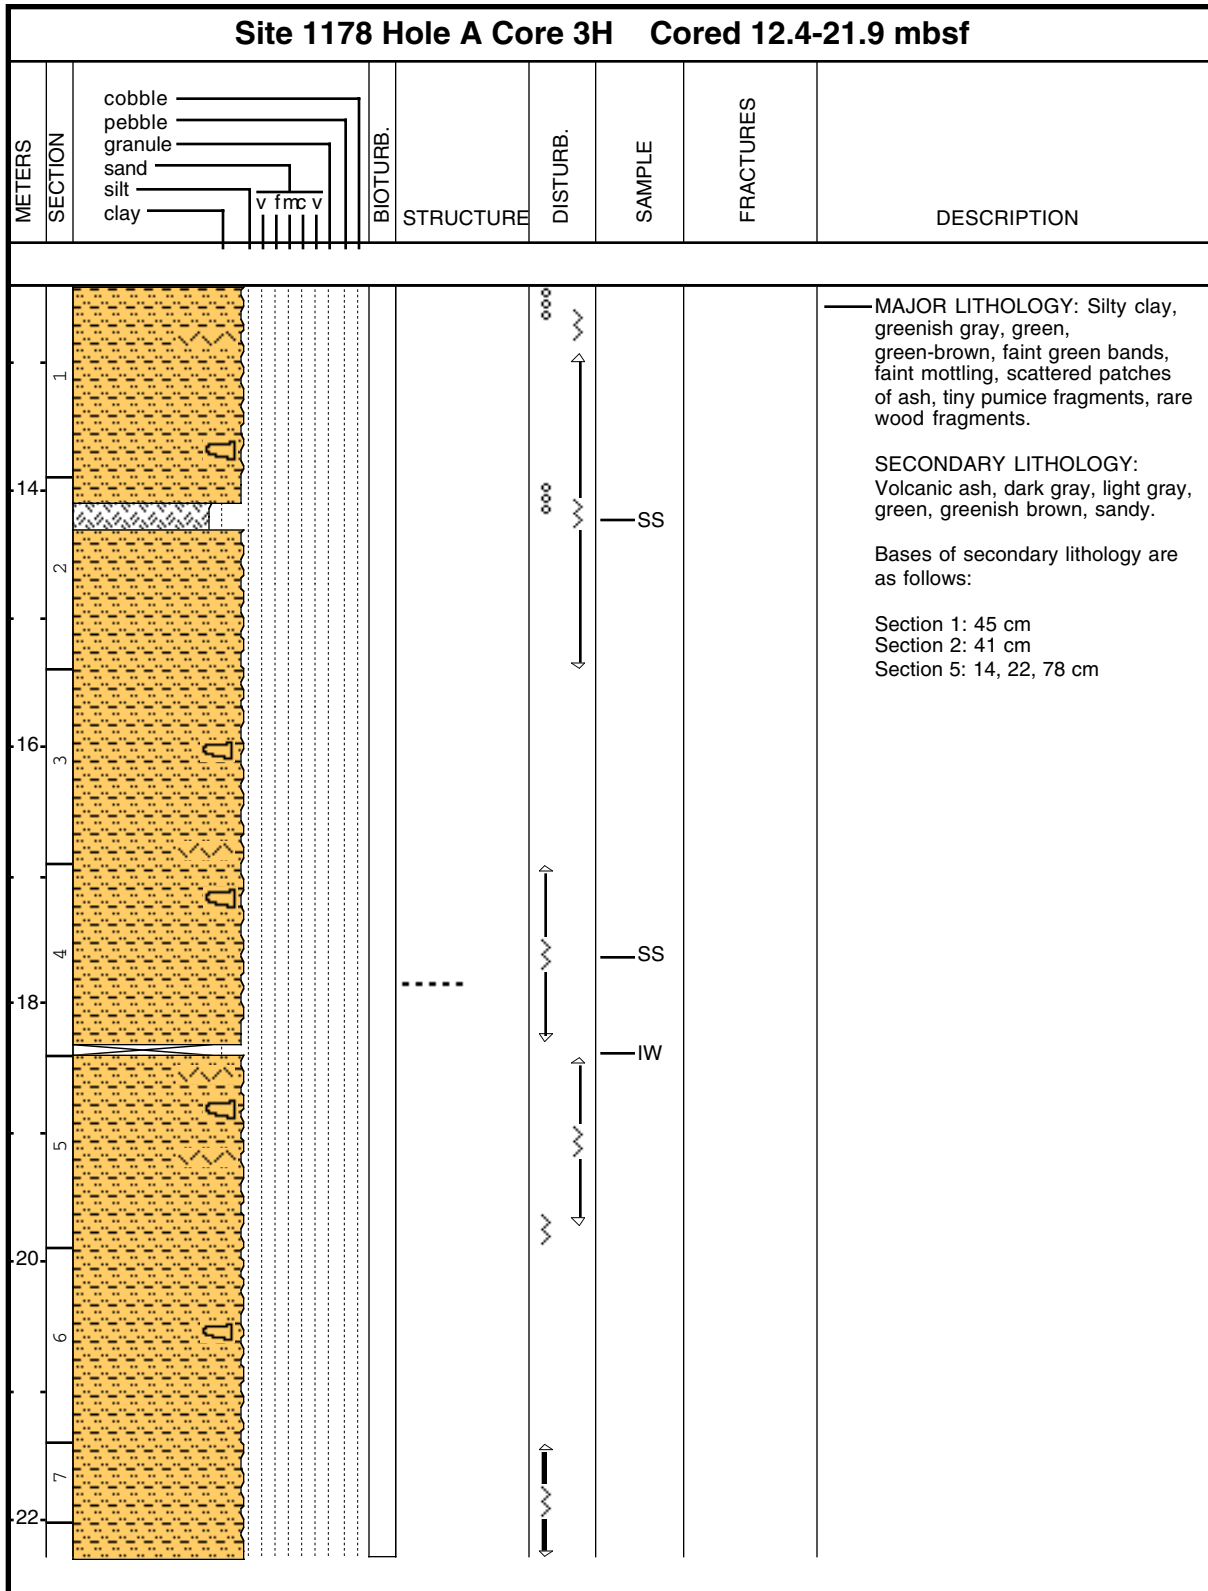 Site 1178 Hole A Core 3H Cored 12.4-21.9 mbsf
METERS
SECTION
cobble
pebble
granule
sand
silt
clay
v f m c v
BIOTURB.
STRUCTURE
DISTURB.
SAMPLE
FRACTURES
DESCRIPTION
1
14
2
16
3
4
18
5
20
6
7
22
SS
SS
IW
MAJOR LITHOLOGY: Silty clay,
greenish gray, green,
green-brown, faint green bands,
faint mottling, scattered patches
of ash, tiny pumice fragments, rare
wood fragments.
SECONDARY LITHOLOGY:
Volcanic ash, dark gray, light gray,
green, greenish brown, sandy.
Bases of secondary lithology are
as follows:
Section 1: 45 cm
Section 2: 41 cm
Section 5: 14, 22, 78 cm